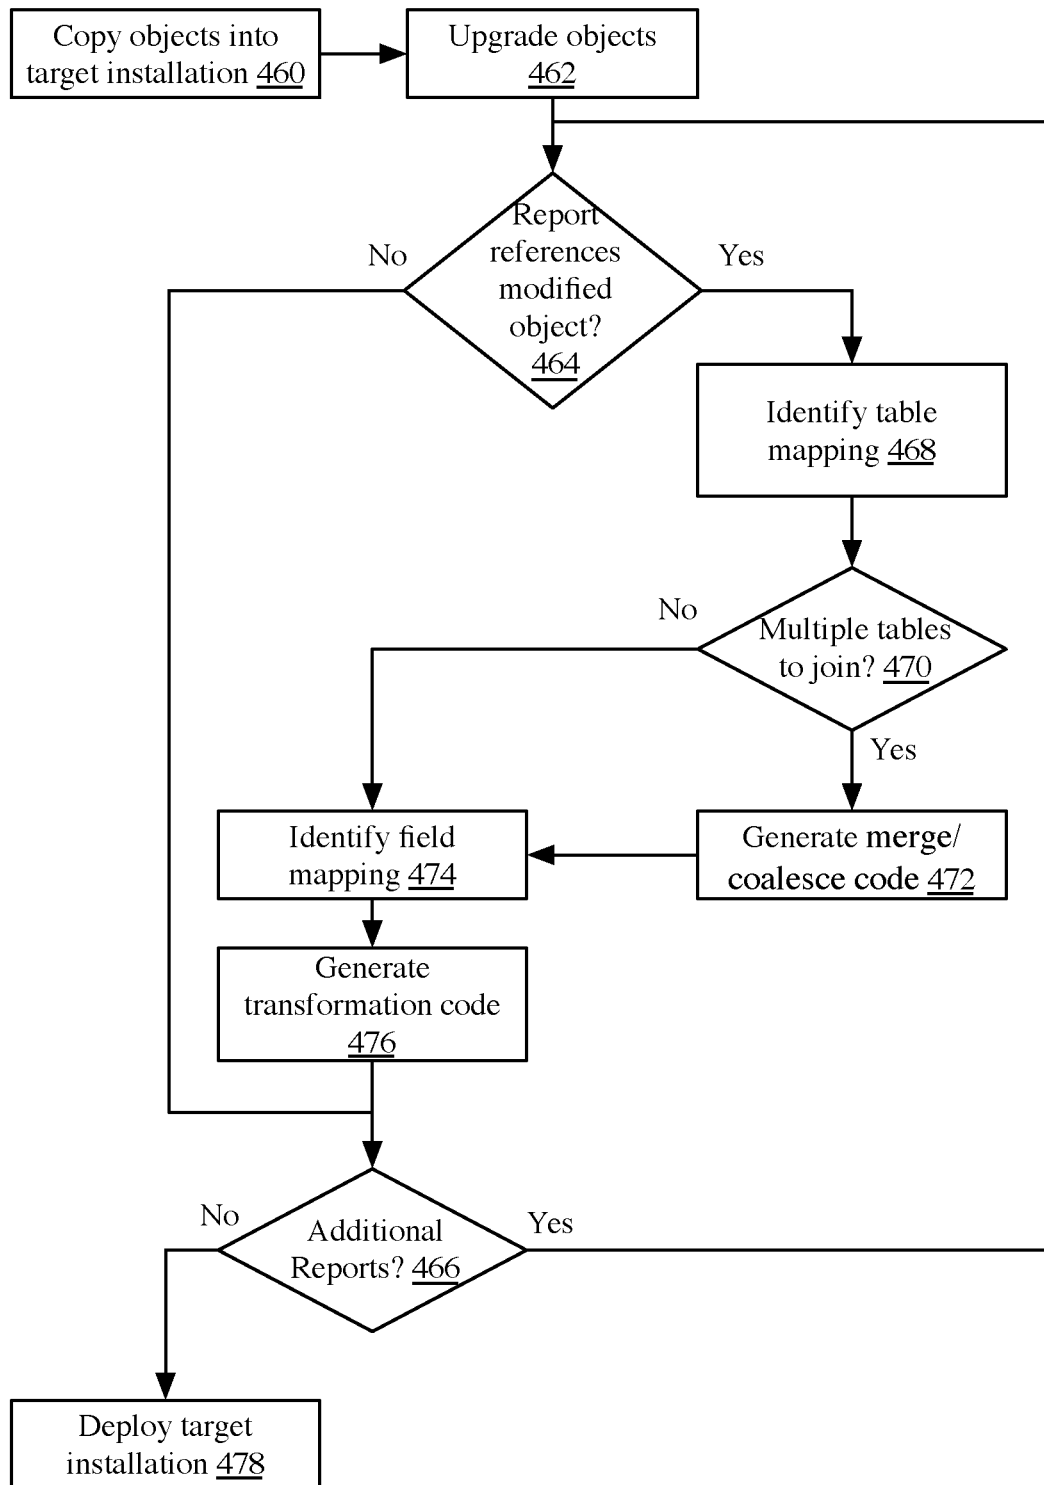 Copy objects into
target installation 460
Upgrade objects
462
Report
references
modified
object?
464
No
Yes
Identify table
mapping 468
No
Multiple tables
to join? 470
Yes
Identify field
mapping 474
Generate merge/
coalesce code 472
Generate
transformation code
476
No
Additional
Reports? 466
Yes
Deploy target
installation 478